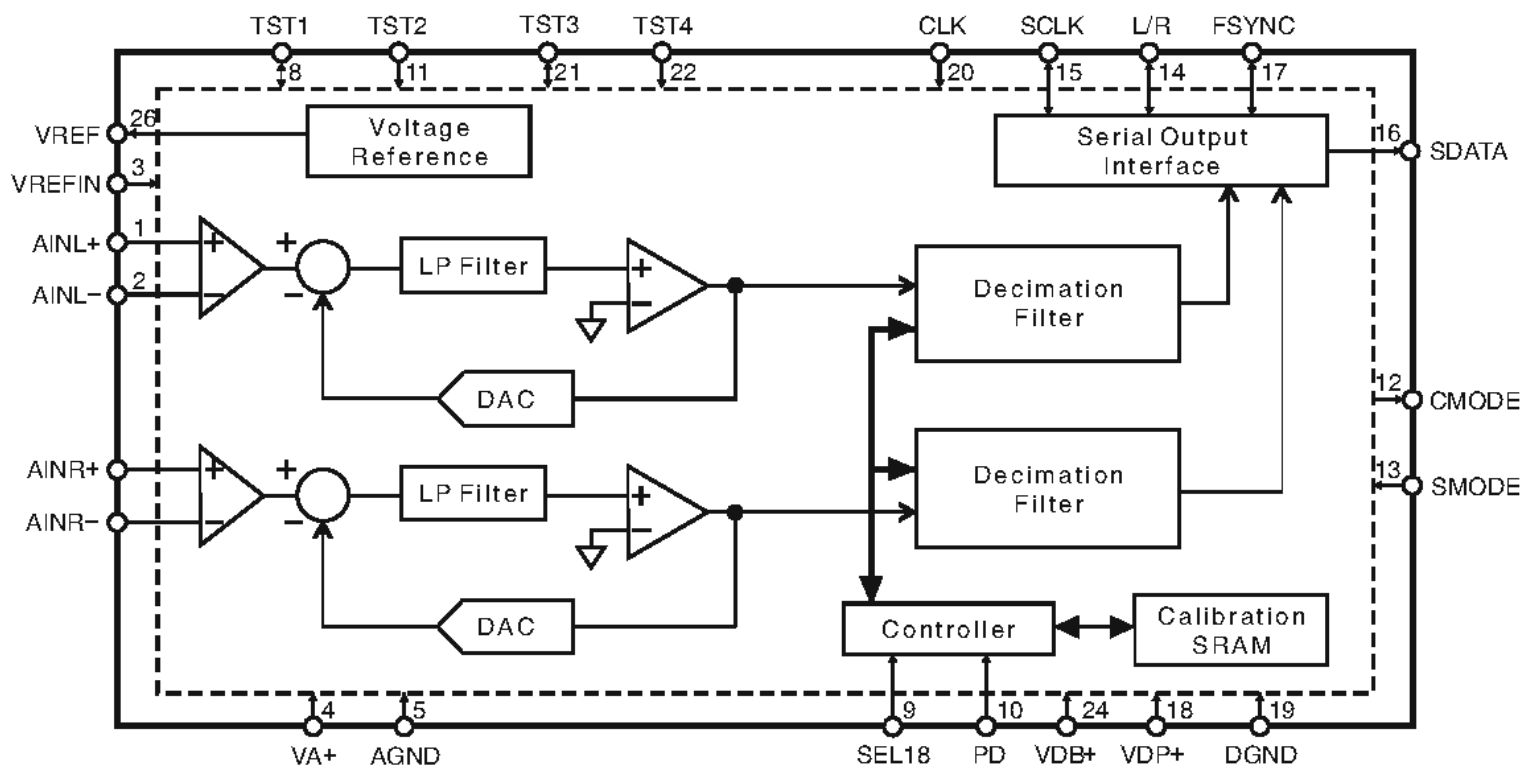 TST1 TST2 TST3 TST4 CLK SCLK L/R FSYNC
8 11 21 22 20 15 14 17
VREF 26
Voltage
Reference
Serial Output
Interface
16 SDATA
VREFIN 3
AINL+ 1 + +
LP Filter
+
AINL− 2 − −
−
Decimation
Filter
DAC
12 CMODE
AINR+ + +
LP Filter
+
AINR− − −
−
Decimation
Filter
13 SMODE
DAC
Controller
Calibration
SRAM
4 5 9 10 24 18 19
VA+ AGND SEL18 PD VDB+ VDP+ DGND